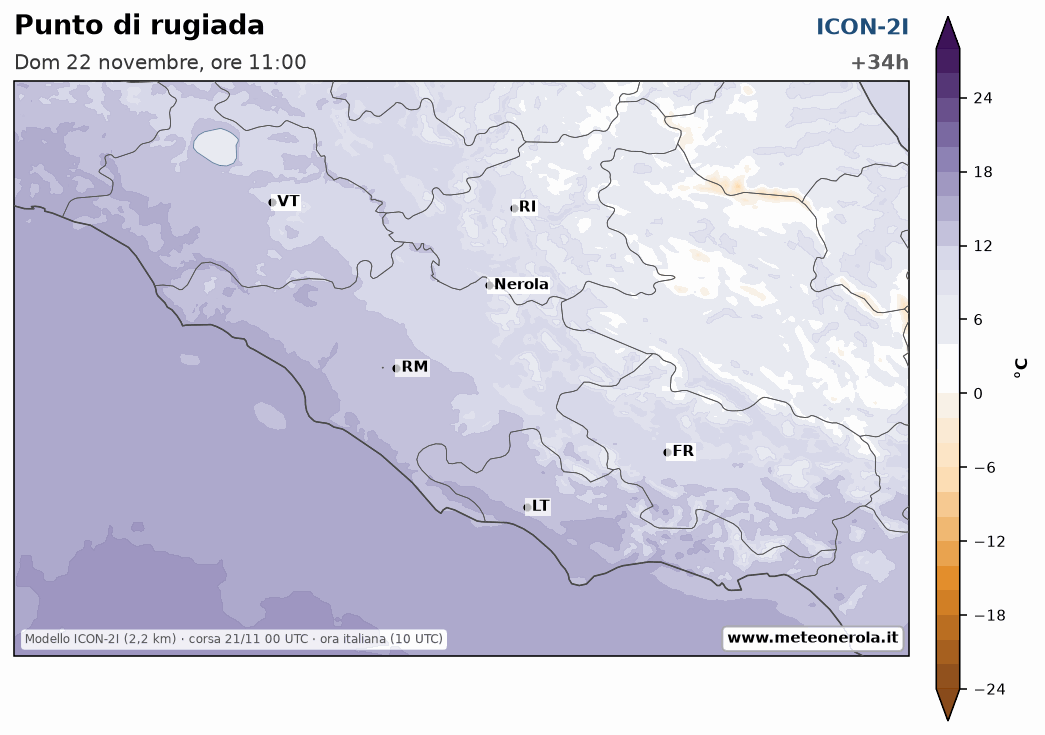 Punto di rugiada
ICON-2I
Dom 22 novembre, ore 11:00
+34h
VT
RI
Nerola
RM
FR
LT
Modello ICON-2I (2,2 km) · corsa 21/11 00 UTC · ora italiana (10 UTC)
www.meteonerola.it
24
18
12
6
0
−6
−12
−18
−24
°C